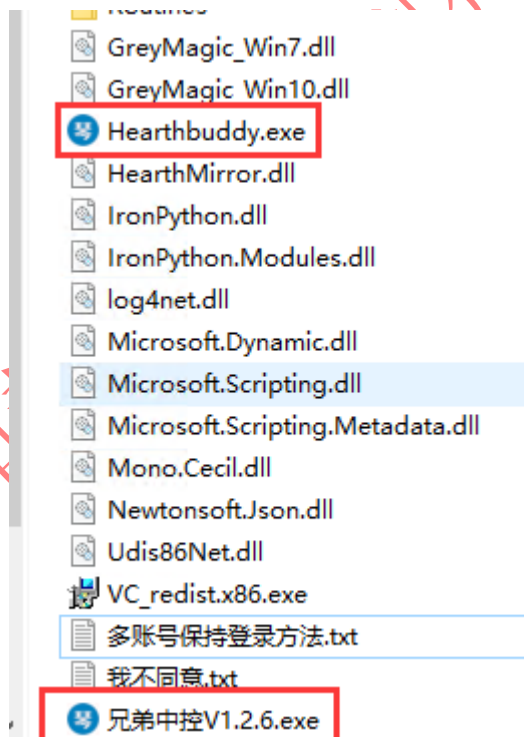 Routines
GreyMagic_Win7.dll
GreyMagic_Win10.dll
Hearthbuddy.exe
HearthMirror.dll
IronPython.dll
IronPython.Modules.dll
log4net.dll
Microsoft.Dynamic.dll
Microsoft.Scripting.dll
Microsoft.Scripting.Metadata.dll
Mono.Cecil.dll
Newtonsoft.Json.dll
Udis86Net.dll
VC_redist.x86.exe
多账号保持登录方法.txt
我不同意.txt
兄弟中控V1.2.6.exe